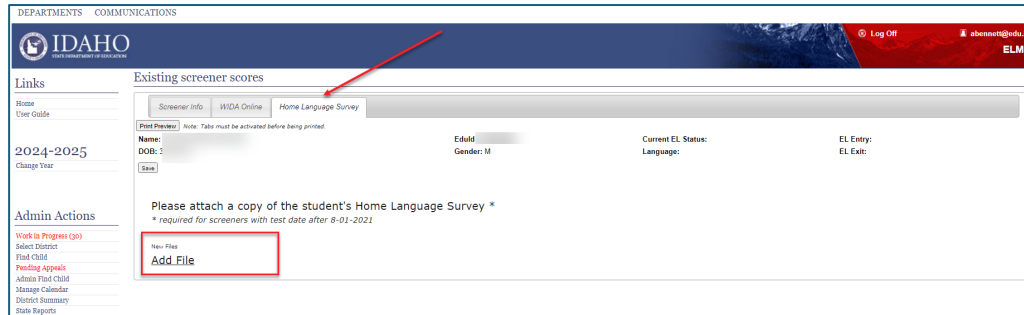 DEPARTMENTS COMMUNICATIONS
IDAHO
STATE DEPARTMENT OF EDUCATION
Log Off
abennett@edu.
ELM
Links
Home
User Guide
2024-2025
Change Year
Admin Actions
Work in Progress (30)
Select District
Find Child
Pending Appeals
Admin Find Child
Manage Calendar
District Summary
State Reports
Existing screener scores
Screener Info WIDA Online Home Language Survey
Print Preview Note: Tabs must be activated before being printed.
Name: EduId Current EL Status: EL Entry:
DOB: 3 Gender: M Language: EL Exit:
Save
Please attach a copy of the student's Home Language Survey *
* required for screeners with test date after 8-01-2021
New Files
Add File